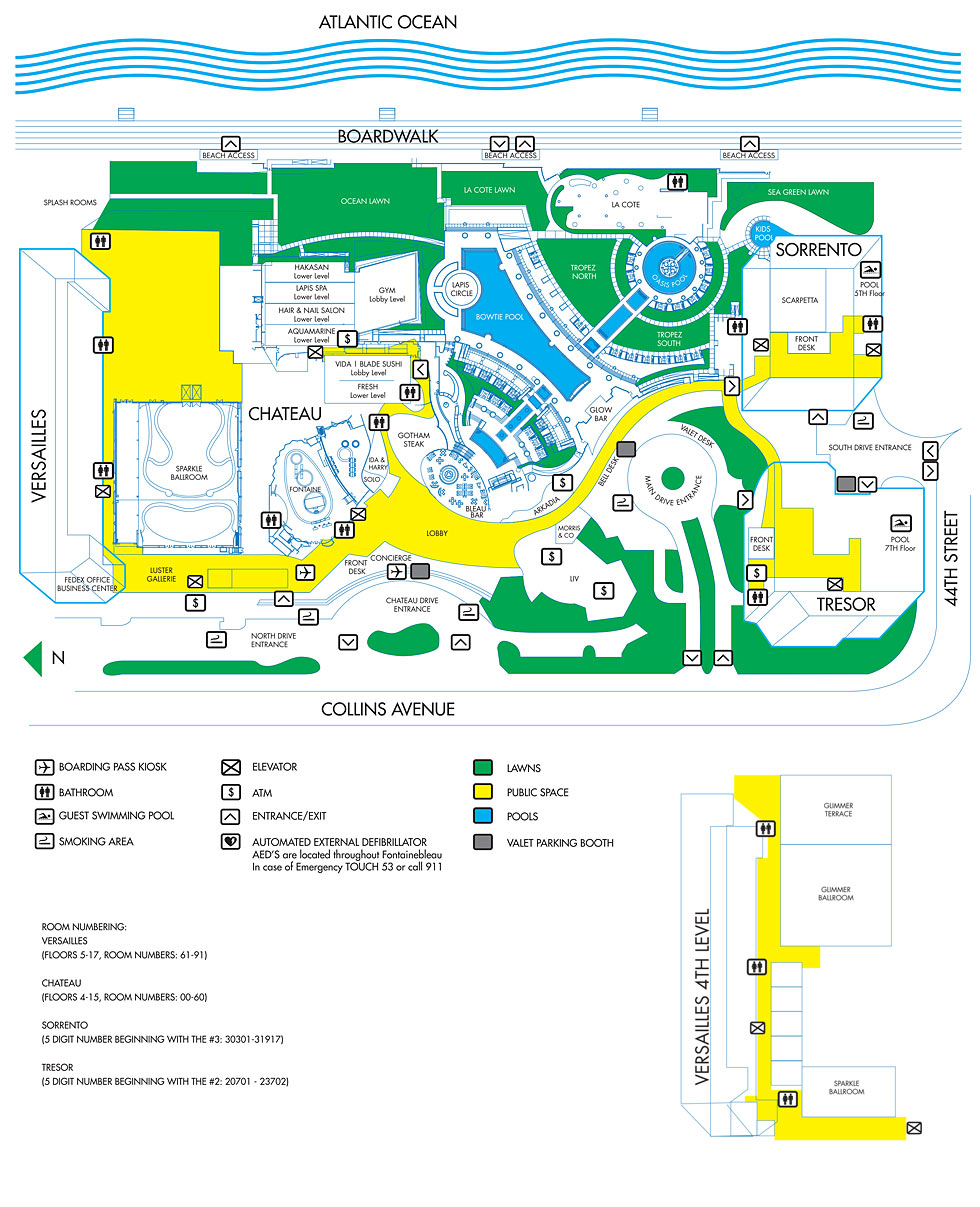 ATLANTIC OCEAN
BOARDWALK
BEACH ACCESS
BEACH ACCESS
BEACH ACCESS
SPLASH ROOMS
OCEAN LAWN
LA COTE LAWN
LA COTE
SEA GREEN LAWN
KIDS
POOL
SORRENTO
HAKASAN
Lower Level
LAPIS SPA
Lower Level
HAIR & NAIL SALON
Lower Level
AQUAMARINE
Lower Level
GYM
Lobby Level
LAPIS
CIRCLE
BOWTIE POOL
TROPEZ
NORTH
OASIS POOL
TROPEZ
SOUTH
SCARPETTA
FRONT
DESK
POOL
5TH Floor
$
VIDA I BLADE SUSHI
Lobby Level
FRESH
Lower Level
CHATEAU
VERSAILLES
SPARKLE
BALLROOM
FONTAINE
GOTHAM
STEAK
IDA &
HARRY
SOLO
BLEAU
BAR
GLOW
BAR
ARKADIA
$
BELL DESK
VALET DESK
MAIN DRIVE ENTRANCE
SOUTH DRIVE ENTRANCE
LOBBY
MORRIS
& CO
$
LIV
$
FRONT
DESK
$
POOL
7TH Floor
TRESOR
44TH STREET
LUSTER
GALLERIE
FEDEX OFFICE
BUSINESS CENTER
$
FRONT
DESK
CONCIERGE
CHATEAU DRIVE
ENTRANCE
NORTH DRIVE
ENTRANCE
N
COLLINS AVENUE
BOARDING PASS KIOSK
BATHROOM
GUEST SWIMMING POOL
SMOKING AREA
ELEVATOR
$ ATM
ENTRANCE/EXIT
AUTOMATED EXTERNAL DEFIBRILLATOR
AED'S are located throughout Fontainebleau
In case of Emergency TOUCH 53 or call 911
LAWNS
PUBLIC SPACE
POOLS
VALET PARKING BOOTH
ROOM NUMBERING:
VERSAILLES
(FLOORS 5-17, ROOM NUMBERS: 61-91)
CHATEAU
(FLOORS 4-15, ROOM NUMBERS: 00-60)
SORRENTO
(5 DIGIT NUMBER BEGINNING WITH THE #3: 30301-31917)
TRESOR
(5 DIGIT NUMBER BEGINNING WITH THE #2: 20701 - 23702)
VERSAILLES 4TH LEVEL
GLIMMER
TERRACE
GLIMMER
BALLROOM
SPARKLE
BALLROOM